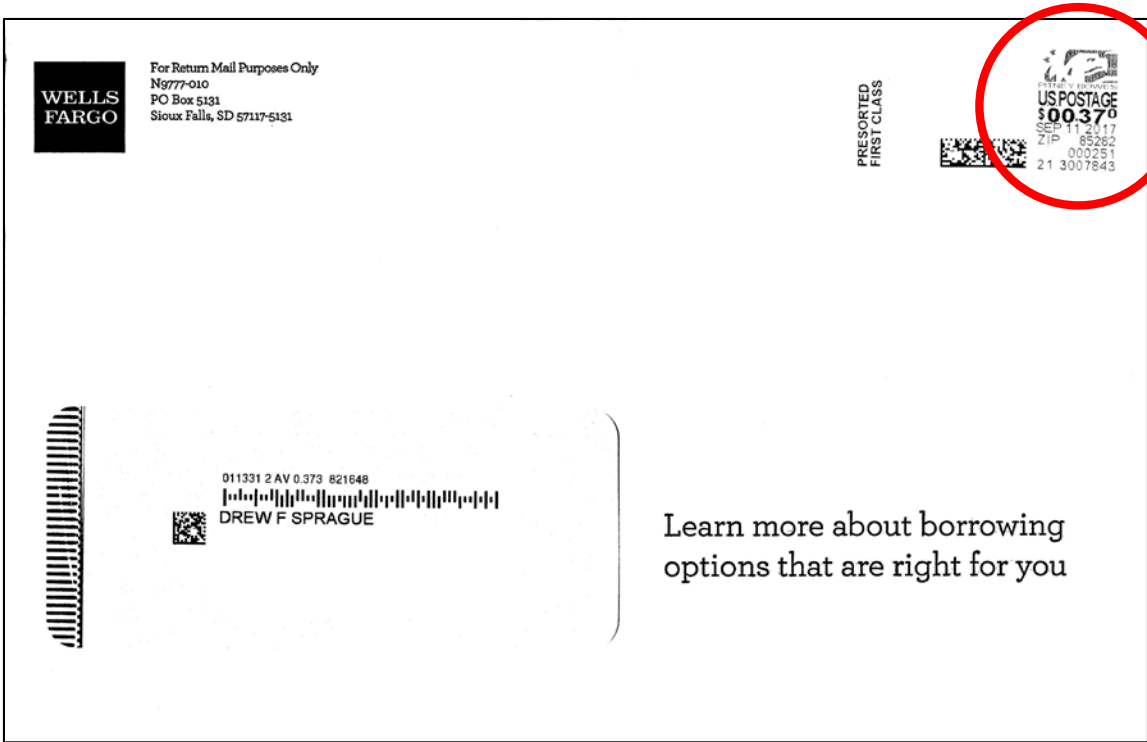 WELLS
FARGO
For Return Mail Purposes Only
N9777-010
PO Box 5131
Sioux Falls, SD 57117-5131
PRESORTED
FIRST CLASS
PITNEY BOWES
US POSTAGE
$00.37⁰
SEP 11 2017
ZIP 85282
000251
21 3007843
011331 2 AV 0.373 821648
DREW F SPRAGUE
Learn more about borrowing
options that are right for you